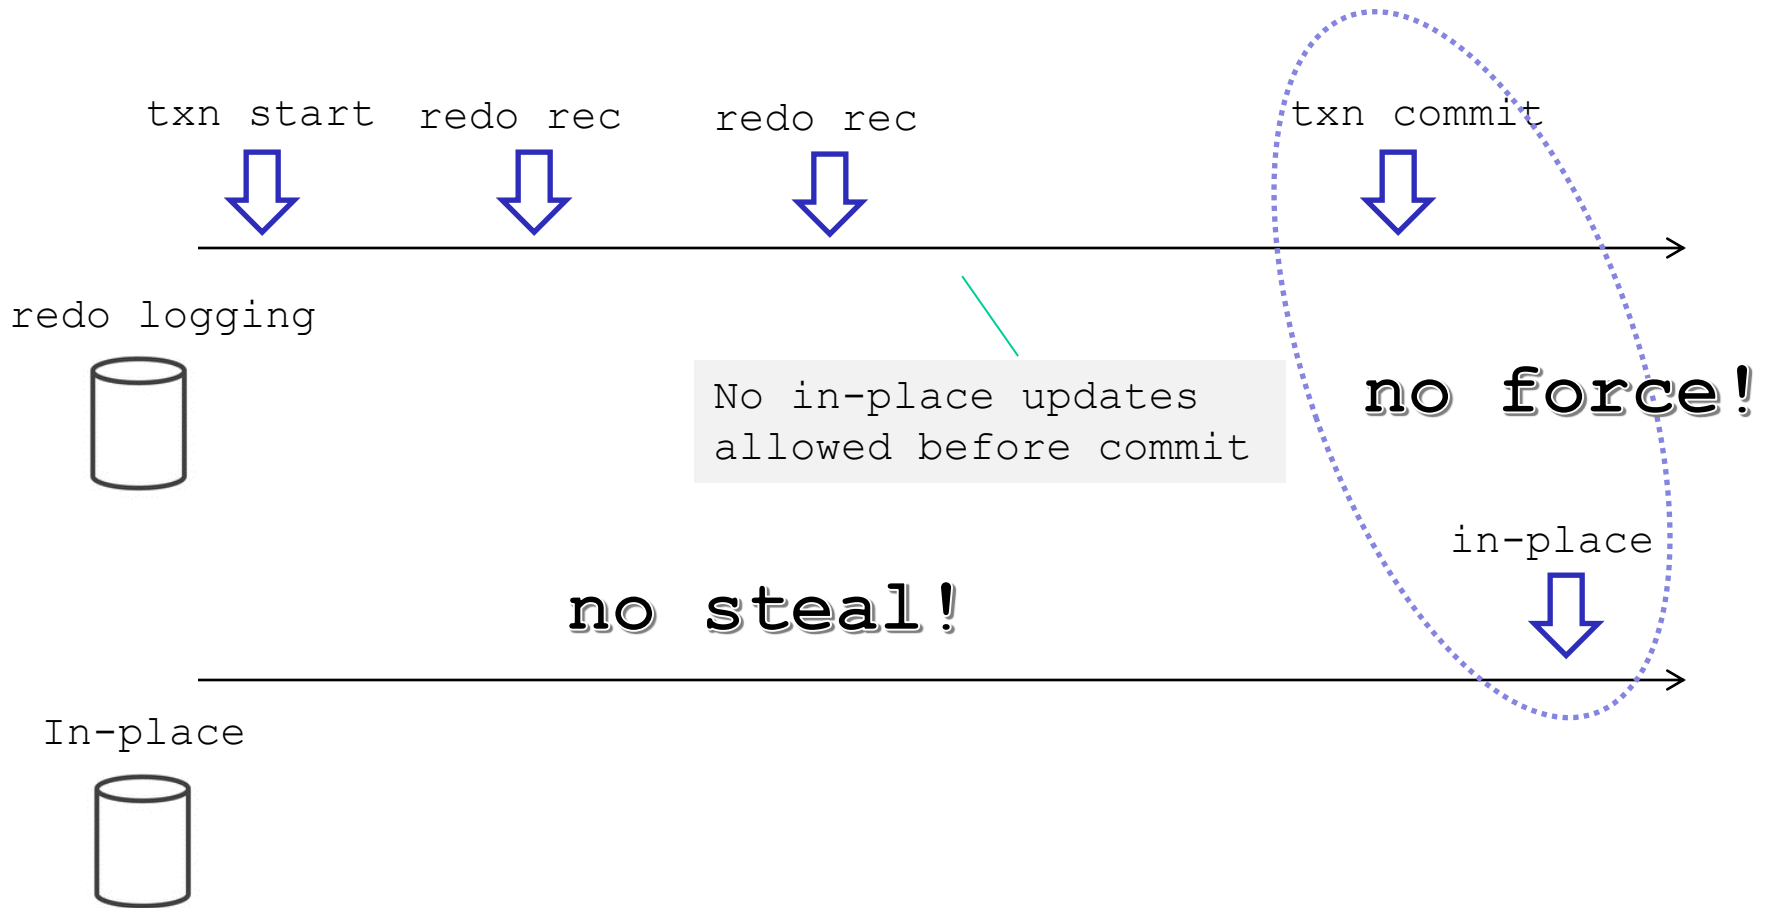 txn start
redo rec
redo rec
txn commit
redo logging
No in-place updates
allowed before commit
no force!
in-place
no steal!
In-place